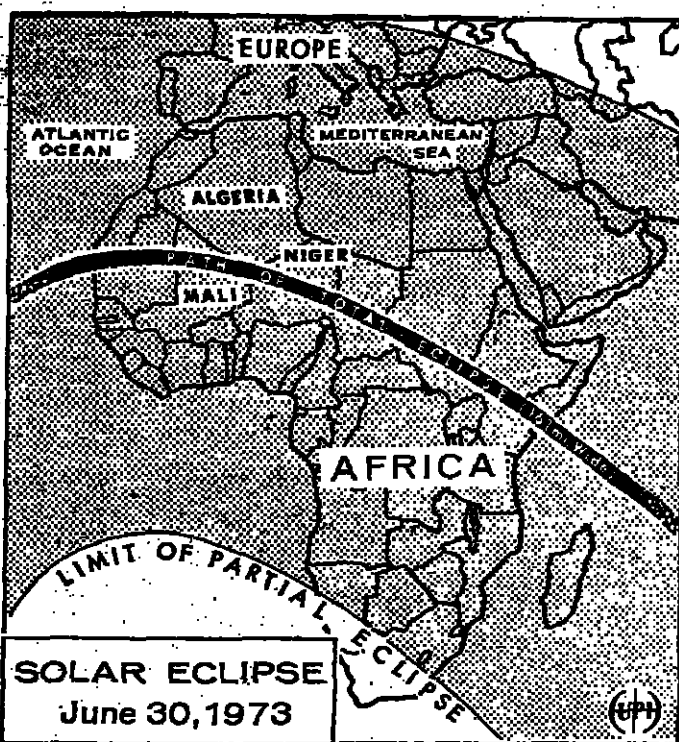 EUROPE
ATLANTIC
OCEAN
MEDITERRANEAN
SEA
ALGERIA
NIGER
MALI
PATH OF TOTAL ECLIPSE
AFRICA
LIMIT OF PARTIAL ECLIPSE
SOLAR ECLIPSE
June 30, 1973
UPI